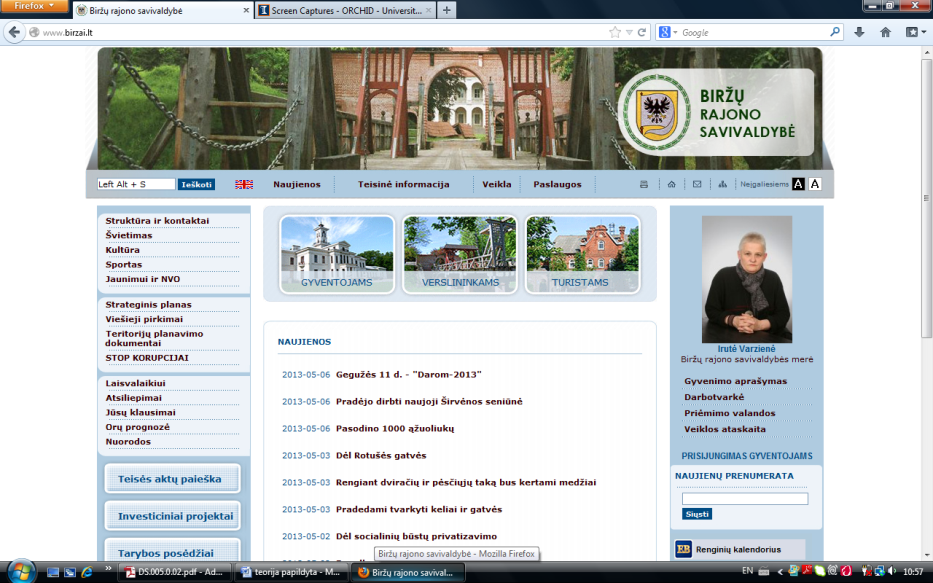 Firefox
Biržų rajono savivaldybė
Screen Captures - ORCHID - Universit...
www.birzai.lt
Google
BIRŽŲ
RAJONO
SAVIVALDYBĖ
Left Alt + S
Ieškoti
Naujienos
Teisinė informacija
Veikla
Paslaugos
Neįgaliesiems A A
Struktūra ir kontaktai
Švietimas
Kultūra
Sportas
Jaunimui ir NVO
Strateginis planas
Viešieji pirkimai
Teritorijų planavimo
dokumentai
STOP KORUPCIJAI
Laisvalaikiui
Atsiliepimai
Jūsų klausimai
Orų prognozė
Nuorodos
Teisės aktų paieška
Investiciniai projektai
Tarybos posėdžiai
GYVENTOJAMS
VERSLININKAMS
TURISTAMS
NAUJIENOS
2013-05-06 Gegužės 11 d. - "Darom-2013"
2013-05-06 Pradėjo dirbti naujoji Širvėnos seniūnė
2013-05-06 Pasodino 1000 ąžuoliukų
2013-05-03 Dėl Rotušės gatvės
2013-05-03 Rengiant dviračių ir pėsčiųjų taką bus kertami medžiai
2013-05-03 Pradedami tvarkyti keliai ir gatvės
2013-05-02 Dėl socialinių būstų privatizavimo
Irutė Varzienė
Biržų rajono savivaldybės merė
Gyvenimo aprašymas
Darbotvarkė
Priėmimo valandos
Veiklos ataskaita
PRISIJUNGIMAS GYVENTOJAMS
NAUJIENŲ PRENUMERATA
Siųsti
EB Renginių kalendorius
Biržų rajono savivaldybė - Mozilla Firefox
DS.005.0.02.pdf - Ad...
teorija papildyta - M...
Biržų rajono savival...
EN
10:57